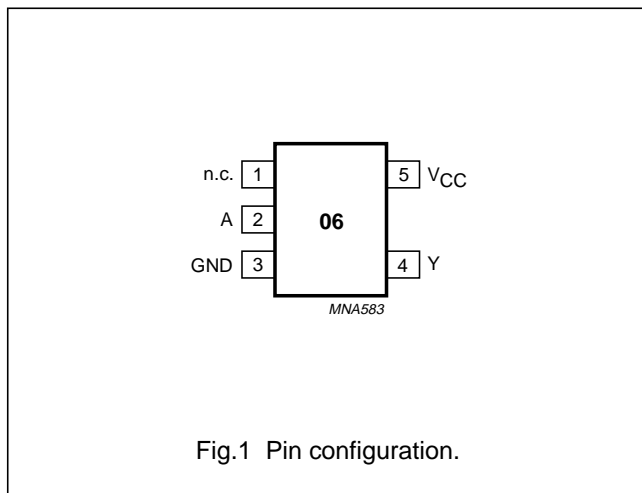 n.c. 1 5 VCC
A 2 06
GND 3 4 Y
MNA583
Fig.1 Pin configuration.